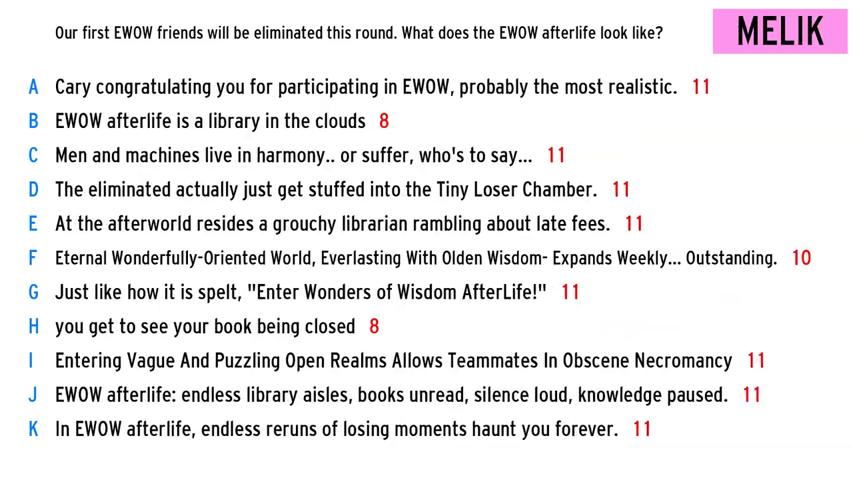 Our first EWOW friends will be eliminated this round. What does the EWOW afterlife look like?
MELIK
A Cary congratulating you for participating in EWOW, probably the most realistic. 11
B EWOW afterlife is a library in the clouds 8
C Men and machines live in harmony.. or suffer, who's to say... 11
D The eliminated actually just get stuffed into the Tiny Loser Chamber. 11
E At the afterworld resides a grouchy librarian rambling about late fees. 11
F Eternal Wonderfully-Oriented World, Everlasting With Olden Wisdom- Expands Weekly... Outstanding. 10
G Just like how it is spelt, "Enter Wonders of Wisdom AfterLife!" 11
H you get to see your book being closed 8
I Entering Vague And Puzzling Open Realms Allows Teammates In Obscene Necromancy 11
J EWOW afterlife: endless library aisles, books unread, silence loud, knowledge paused. 11
K In EWOW afterlife, endless reruns of losing moments haunt you forever. 11